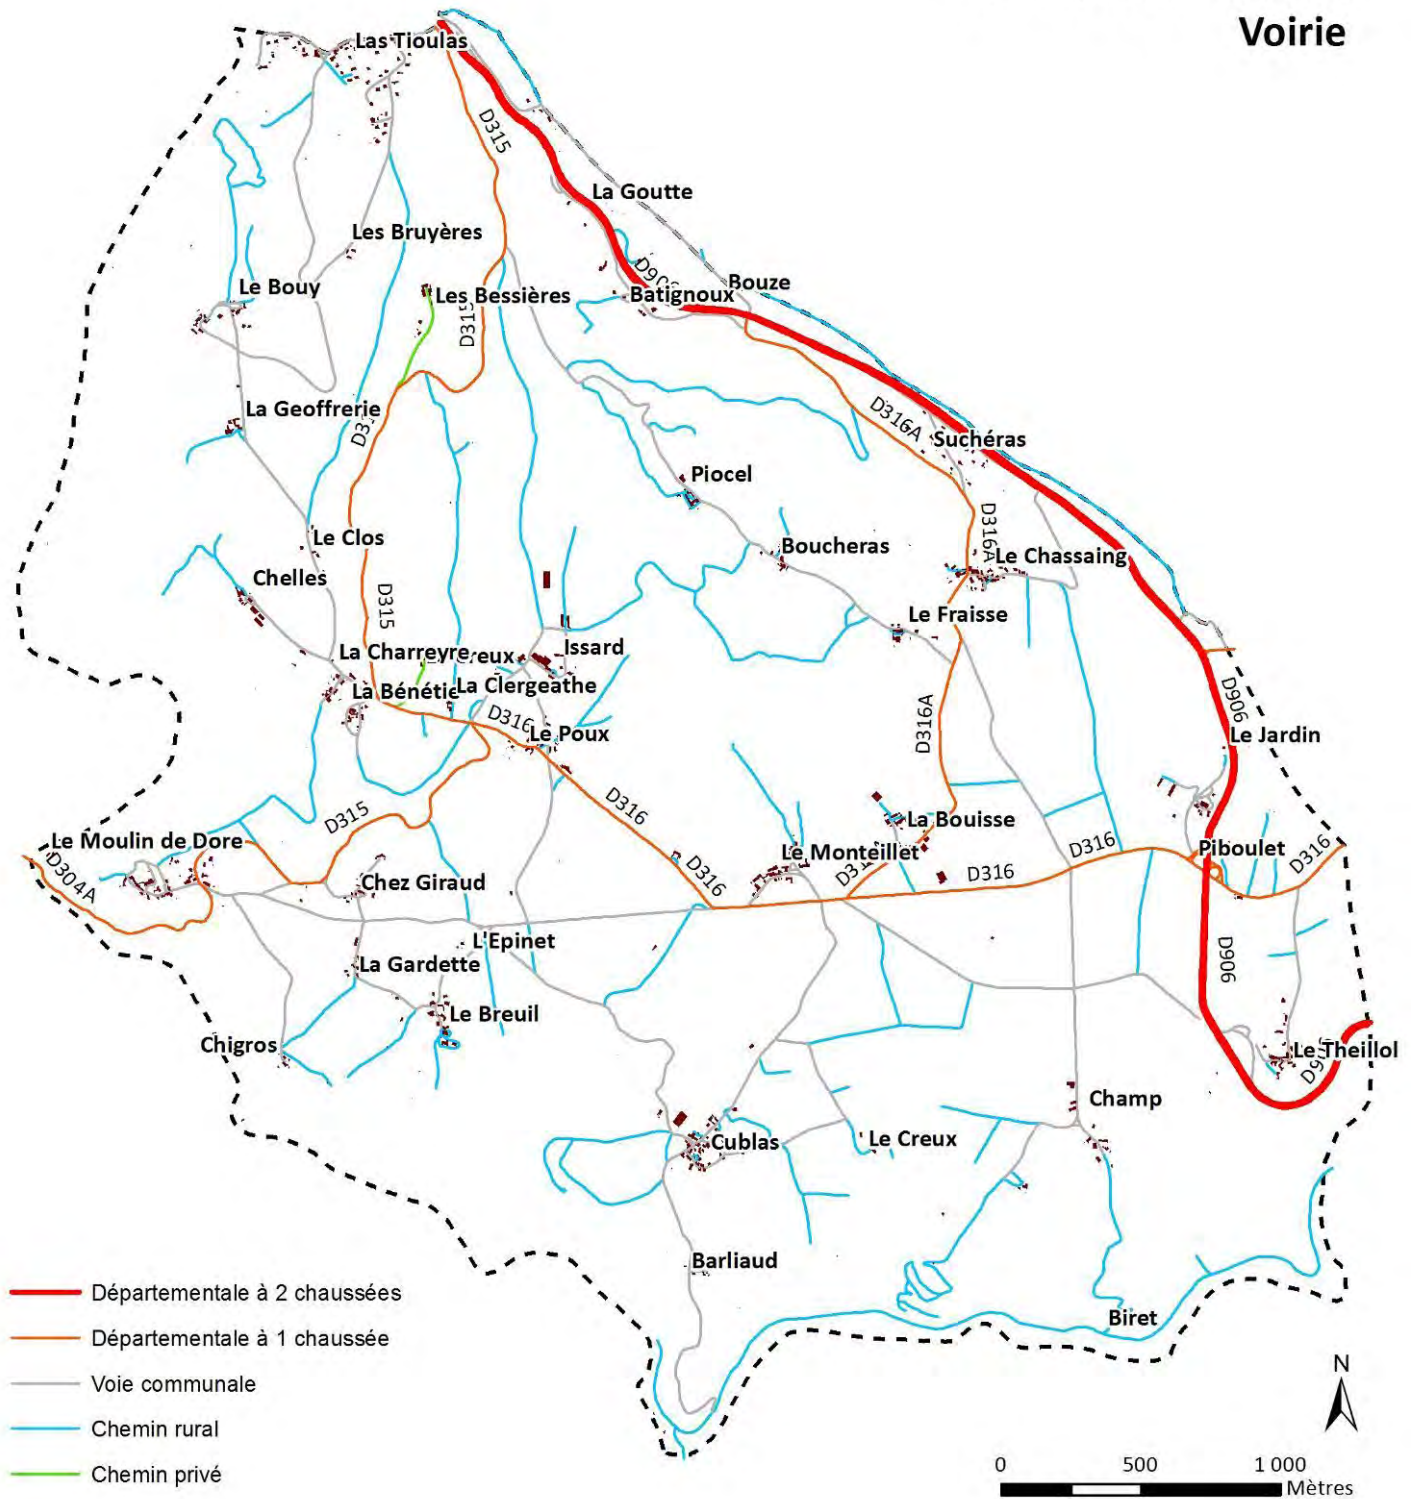 Voirie
Las Tioulas
D315
La Goutte
Les Bruyères
D906
Bouze
Le Bouy
Les Bessières
Batignoux
D315
La Geoffrerie
D316A
Suchéras
Piocel
D316A
Le Clos
Boucheras
Le Chassaing
Chelles
D315
Le Fraisse
La Charreyre
Issard
La Clergeathe
D906
D316
D316A
Le Poux
Le Jardin
D316
D315
La Bouisse
Le Moulin de Dore
Le Monteillet
D316
Piboulet
D316
D304A
Chez Giraud
D316
D316
L'Epinet
La Gardette
D906
Le Breuil
Chigros
Le Theillol
Champ
Cublas
Le Creux
Barliaud
Biret
Départementale à 2 chaussées
Départementale à 1 chaussée
Voie communale
Chemin rural
Chemin privé
N
0 500 1 000
Mètres